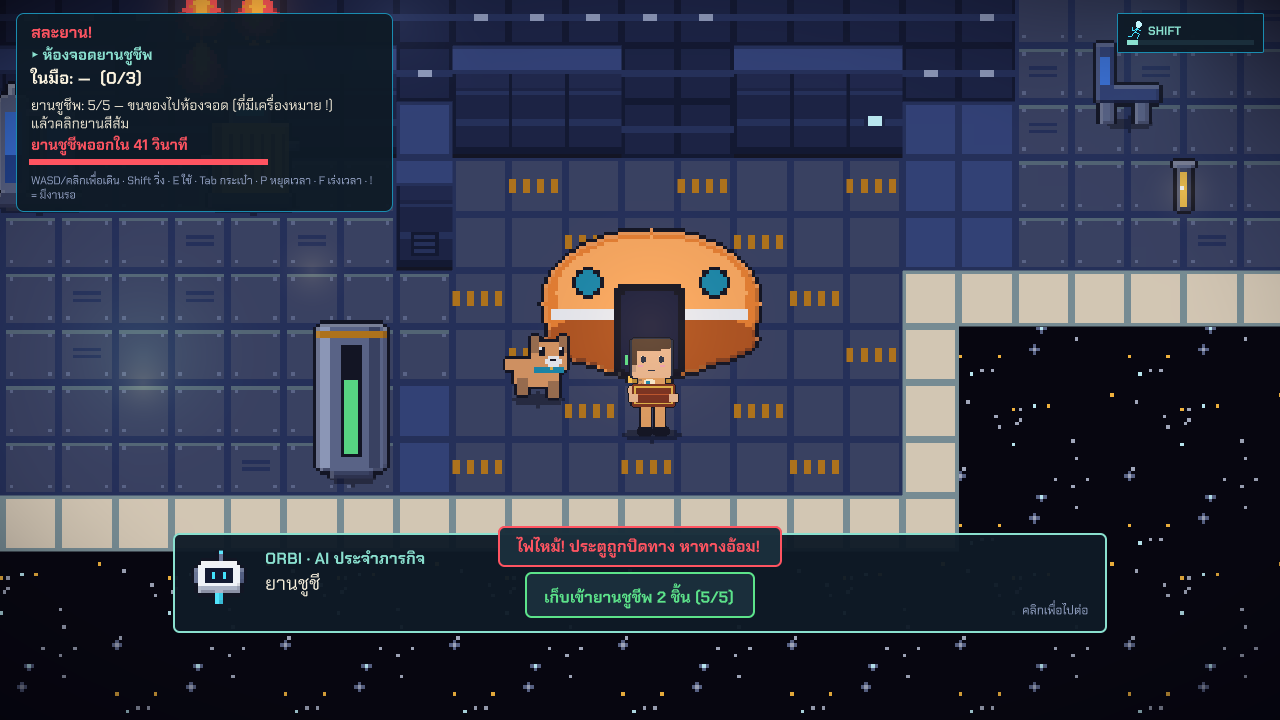 สละยาน!
▸ ห้องจอดยานชูชีพ
ในมือ: — (0/3)
ยานชูชีพ: 5/5 — ขนของไปห้องจอด (ที่มีเครื่องหมาย !)
แล้วคลิกยานสีส้ม
ยานชูชีพออกใน 41 วินาที
WASD/คลิกเพื่อเดิน · Shift วิ่ง · E ใช้ · Tab กระเป๋า · P หยุดเวลา · F เร่งเวลา · !
= มีงานรอ
SHIFT
ไฟไหม้! ประตูถูกปิดทาง หาทางอ้อม!
ORBI · AI ประจำภารกิจ
ยานชูชี
เก็บเข้ายานชูชีพ 2 ชิ้น (5/5)
คลิกเพื่อไปต่อ